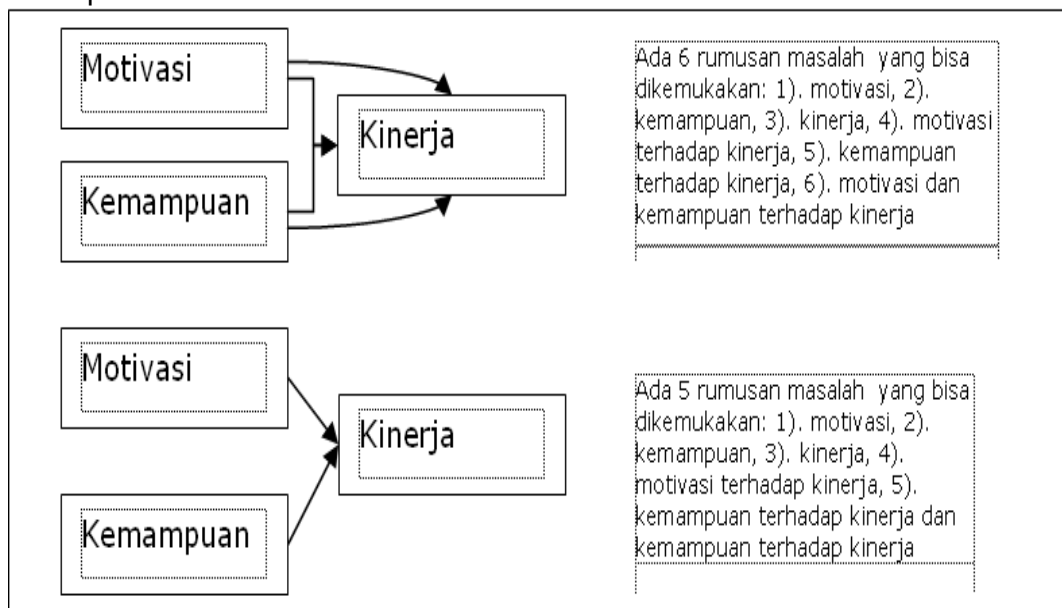 Motivasi
Kemampuan
Kinerja
Ada 6 rumusan masalah yang bisa
dikemukakan: 1). motivasi, 2).
kemampuan, 3). kinerja, 4). motivasi
terhadap kinerja, 5). kemampuan
terhadap kinerja, 6). motivasi dan
kemampuan terhadap kinerja
Motivasi
Kemampuan
Kinerja
Ada 5 rumusan masalah yang bisa
dikemukakan: 1). motivasi, 2).
kemampuan, 3). kinerja, 4).
motivasi terhadap kinerja, 5).
kemampuan terhadap kinerja dan
kemampuan terhadap kinerja